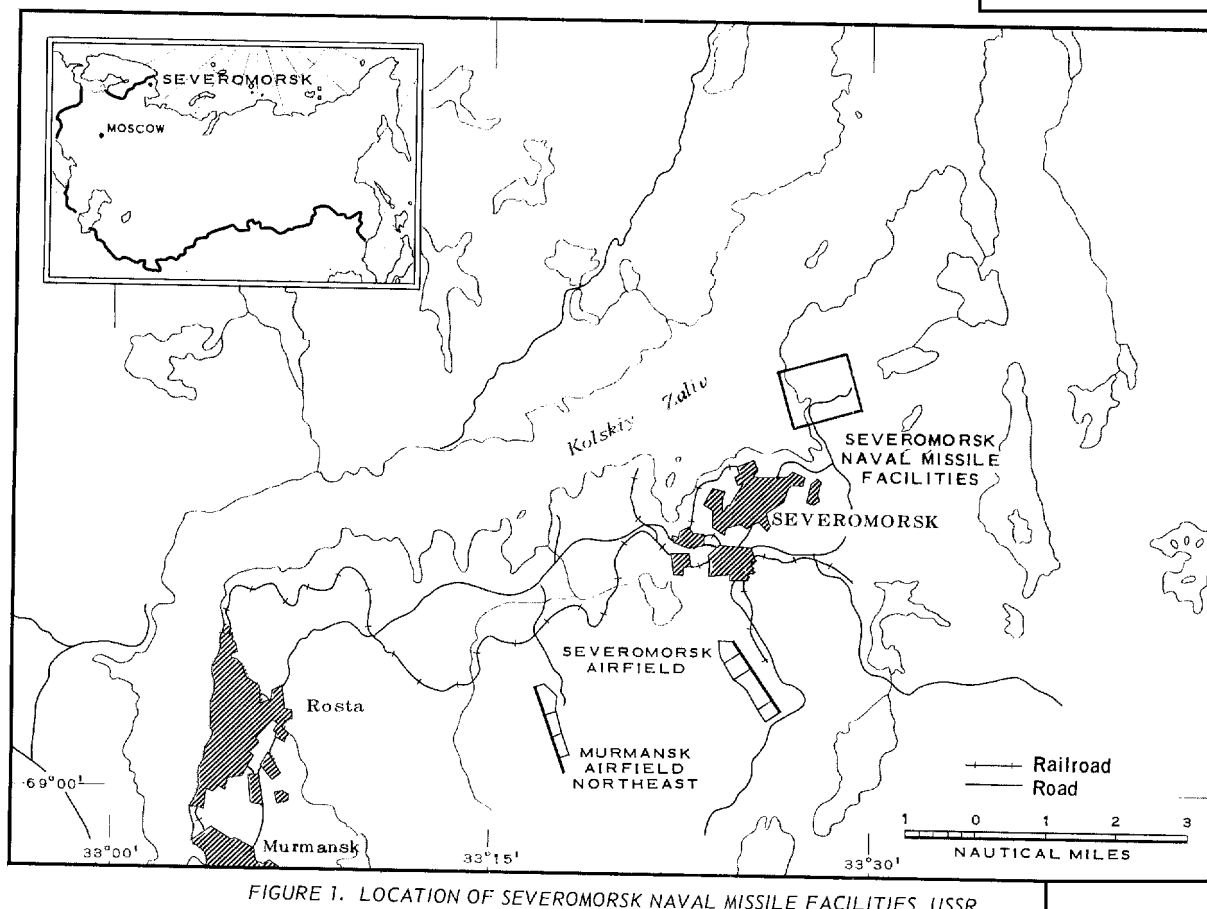 SEVEROMORSK
MOSCOW
Kolskiy Zaliv
SEVEROMORSK
NAVAL MISSILE
FACILITIES
SEVEROMORSK
SEVEROMORSK
AIRFIELD
Rosta
MURMANSK
AIRFIELD
NORTHEAST
Railroad
Road
69°00'
1 0 1 2 3
NAUTICAL MILES
Murmansk
33°00'
33°15'
33°30'
FIGURE 1. LOCATION OF SEVEROMORSK NAVAL MISSILE FACILITIES, USSR